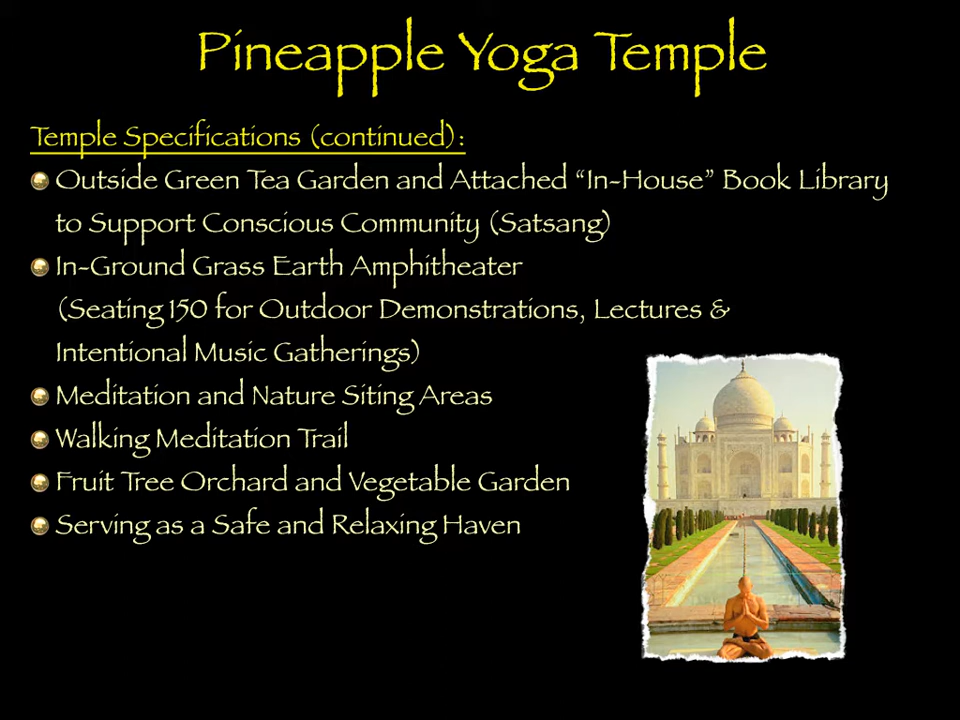 Pineapple Yoga Temple
Temple Specifications (continued):
Outside Green Tea Garden and Attached “In-House” Book Library
to Support Conscious Community (Satsang)
In-Ground Grass Earth Amphitheater
(Seating 150 for Outdoor Demonstrations, Lectures &
Intentional Music Gatherings)
Meditation and Nature Siting Areas
Walking Meditation Trail
Fruit Tree Orchard and Vegetable Garden
Serving as a Safe and Relaxing Haven